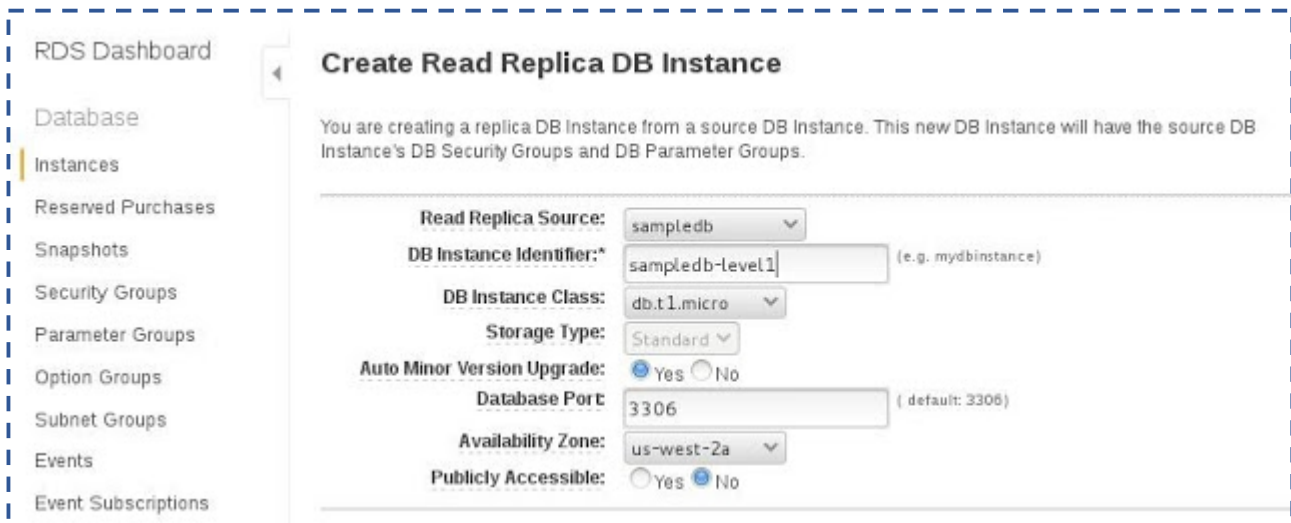 RDS Dashboard
Database
Instances
Reserved Purchases
Snapshots
Security Groups
Parameter Groups
Option Groups
Subnet Groups
Events
Event Subscriptions
Create Read Replica DB Instance
You are creating a replica DB Instance from a source DB Instance. This new DB Instance will have the source DB
Instance's DB Security Groups and DB Parameter Groups.
Read Replica Source: sampledb
DB Instance Identifier:* sampledb-level1 (e.g. mydbinstance)
DB Instance Class: db.t1.micro
Storage Type: Standard
Auto Minor Version Upgrade: Yes No
Database Port: 3306 ( default: 3306)
Availability Zone: us-west-2a
Publicly Accessible: Yes No